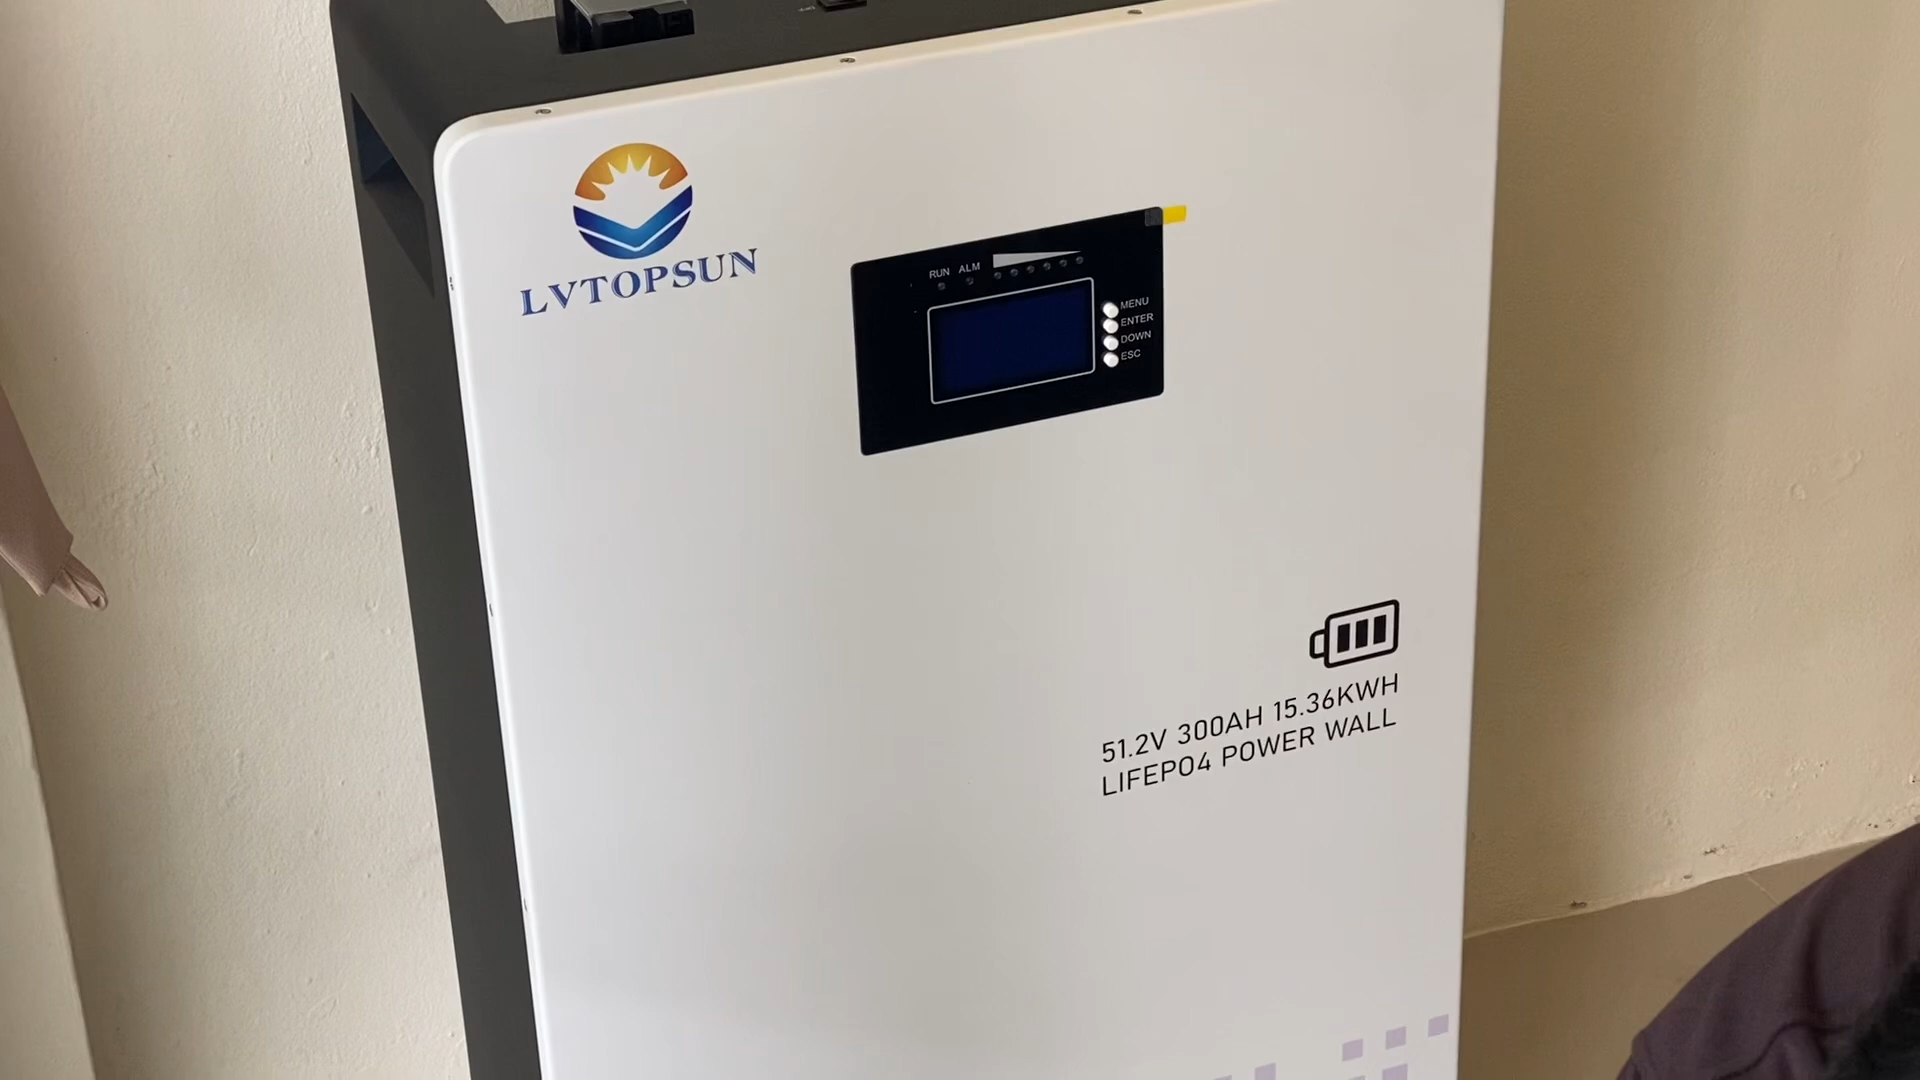 LVTOPSUN
RUN ALM
MENU
ENTER
DOWN
ESC
51.2V 300AH 15.36KWH
LIFEPO4 POWER WALL